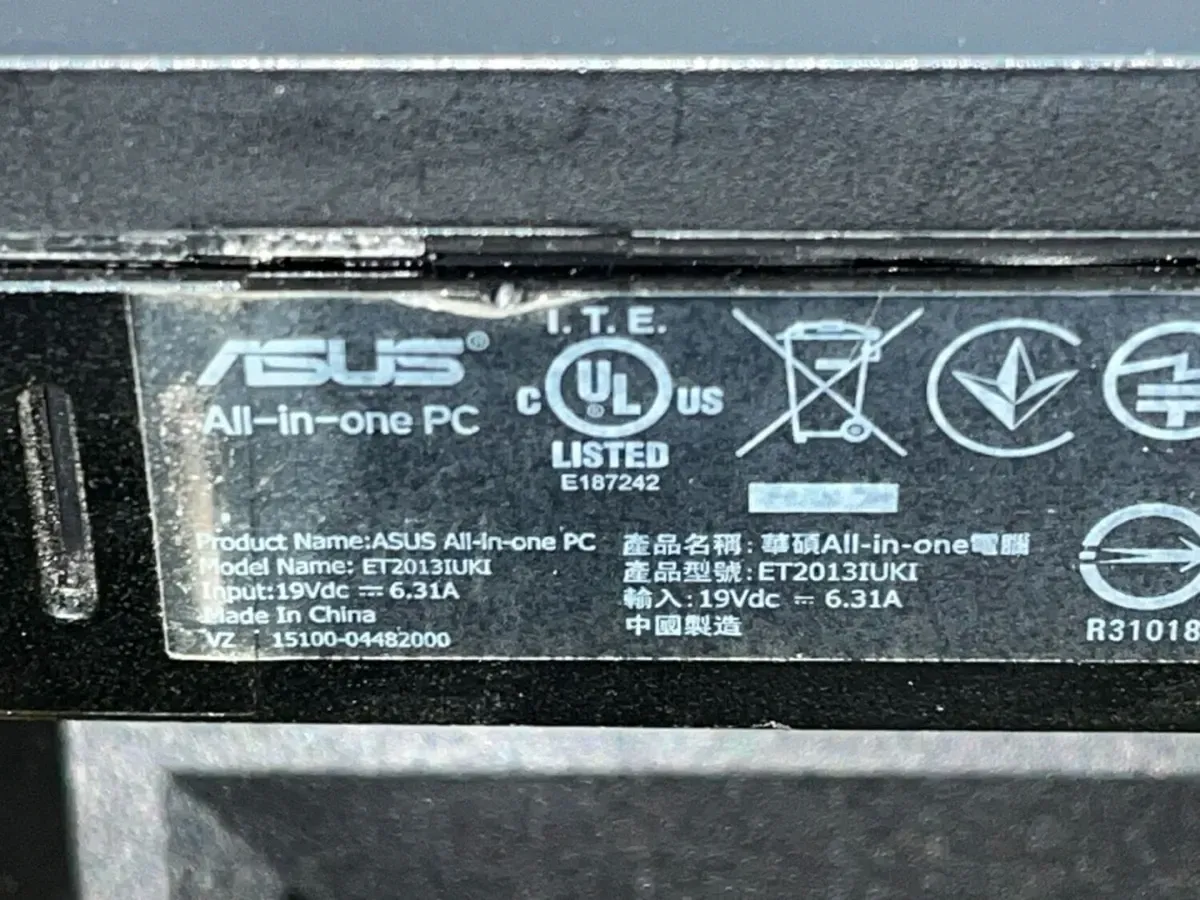 ASUS®
All-in-one PC
I.T.E.
C UL® US
LISTED
E187242
Product Name:ASUS All-in-one PC
Model Name: ET2013IUKI
Input:19Vdc ⎓ 6.31A
Made In China
VZ 15100-04482000
產品名稱:華碩All-in-one電腦
產品型號:ET2013IUKI
輸入:19Vdc ⎓ 6.31A
中國製造
R31018